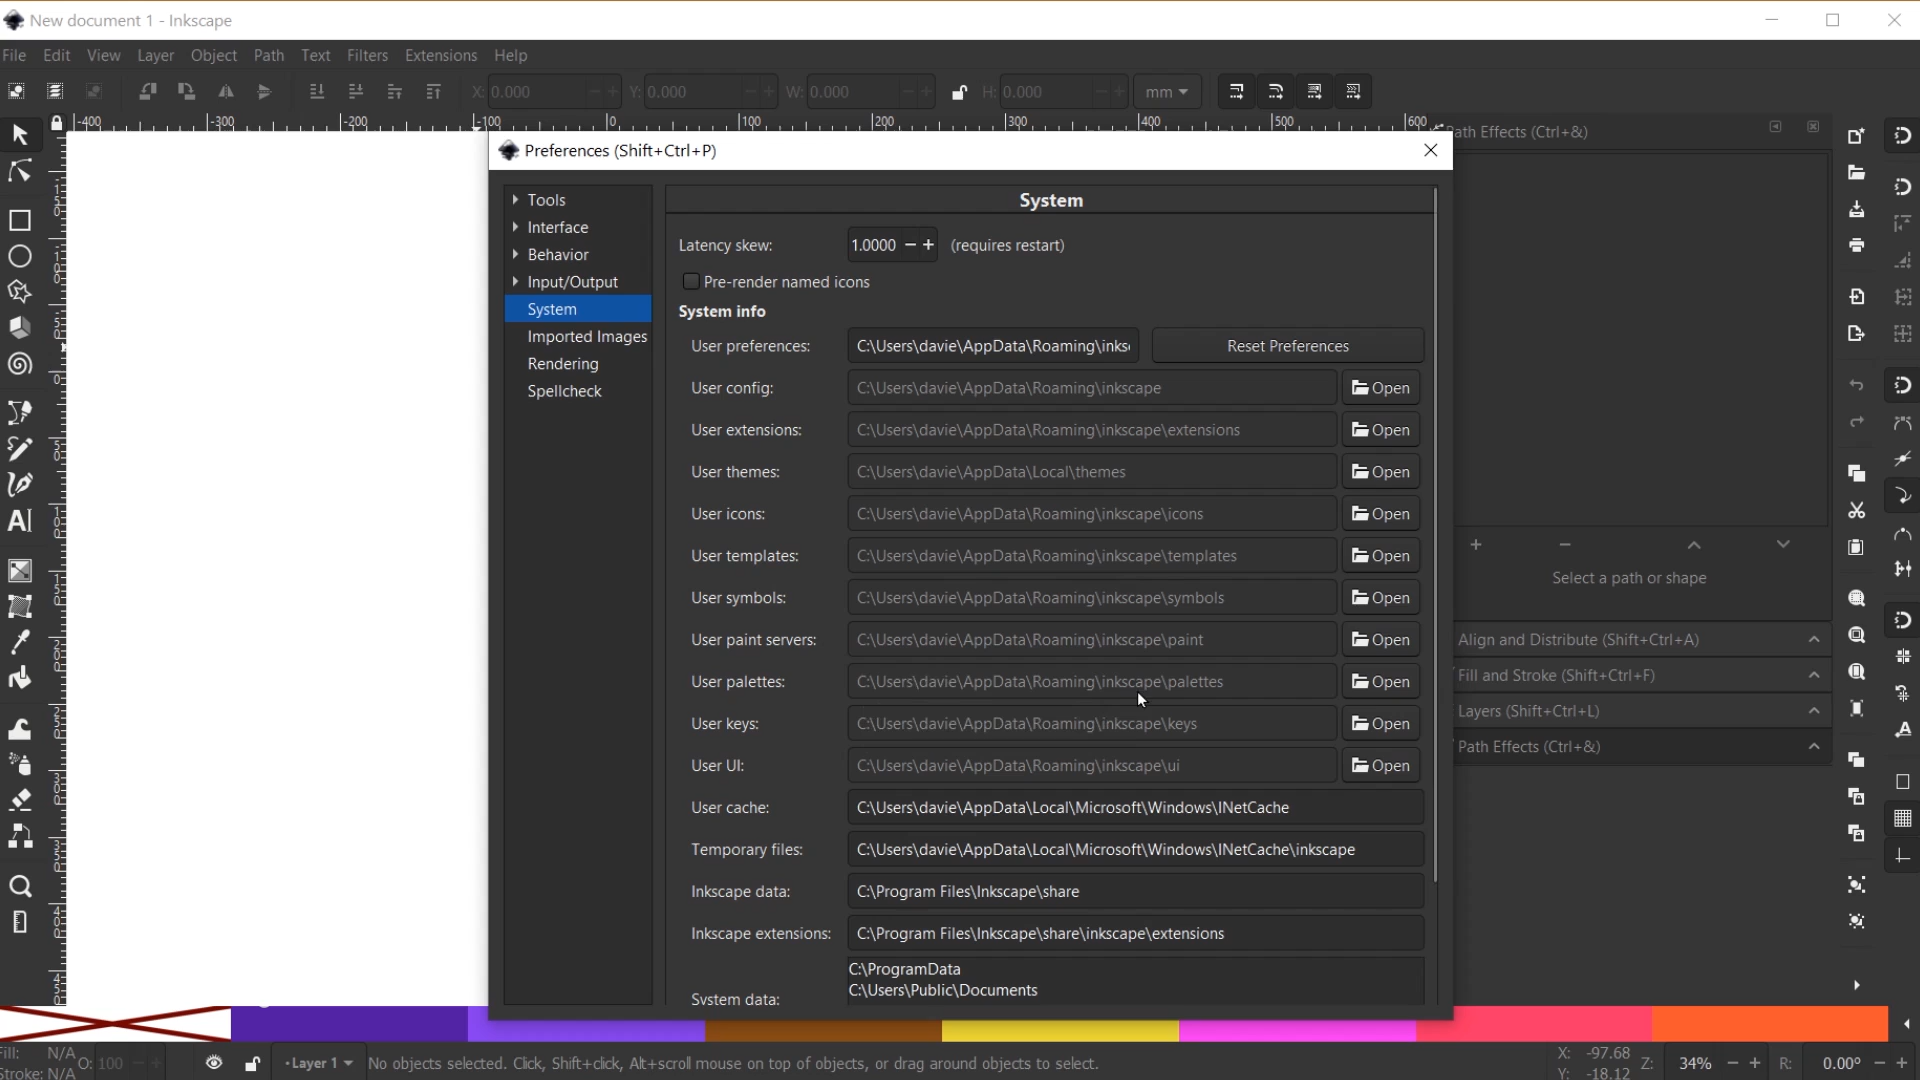 New document 1 - Inkscape
File Edit View Layer Object Path Text Filters Extensions Help
X: 0.000 Y: 0.000 W: 0.000 H: 0.000 mm
-400 -300 -200 -100 0 100 200 300 400 500 600
Path Effects (Ctrl+&)
Preferences (Shift+Ctrl+P)
Tools
Interface
Behavior
Input/Output
System
Imported Images
Rendering
Spellcheck
System
Latency skew: 1.0000 − + (requires restart)
Pre-render named icons
System info
User preferences: C:\Users\davie\AppData\Roaming\inks Reset Preferences
User config: C:\Users\davie\AppData\Roaming\inkscape Open
User extensions: C:\Users\davie\AppData\Roaming\inkscape\extensions Open
User themes: C:\Users\davie\AppData\Local\themes Open
User icons: C:\Users\davie\AppData\Roaming\inkscape\icons Open
User templates: C:\Users\davie\AppData\Roaming\inkscape\templates Open
User symbols: C:\Users\davie\AppData\Roaming\inkscape\symbols Open
User paint servers: C:\Users\davie\AppData\Roaming\inkscape\paint Open
User palettes: C:\Users\davie\AppData\Roaming\inkscape\palettes Open
User keys: C:\Users\davie\AppData\Roaming\inkscape\keys Open
User UI: C:\Users\davie\AppData\Roaming\inkscape\ui Open
User cache: C:\Users\davie\AppData\Local\Microsoft\Windows\INetCache
Temporary files: C:\Users\davie\AppData\Local\Microsoft\Windows\INetCache\inkscape
Inkscape data: C:\Program Files\Inkscape\share
Inkscape extensions: C:\Program Files\Inkscape\share\inkscape\extensions
C:\ProgramData
C:\Users\Public\Documents
System data:
Select a path or shape
Align and Distribute (Shift+Ctrl+A)
Fill and Stroke (Shift+Ctrl+F)
Layers (Shift+Ctrl+L)
Path Effects (Ctrl+&)
Fill: N/A
Stroke: N/A
O: 100
Layer 1
No objects selected. Click, Shift+click, Alt+scroll mouse on top of objects, or drag around objects to select.
X: -97.68
Y: -18.12
Z: 34% − + R: 0.00° − +